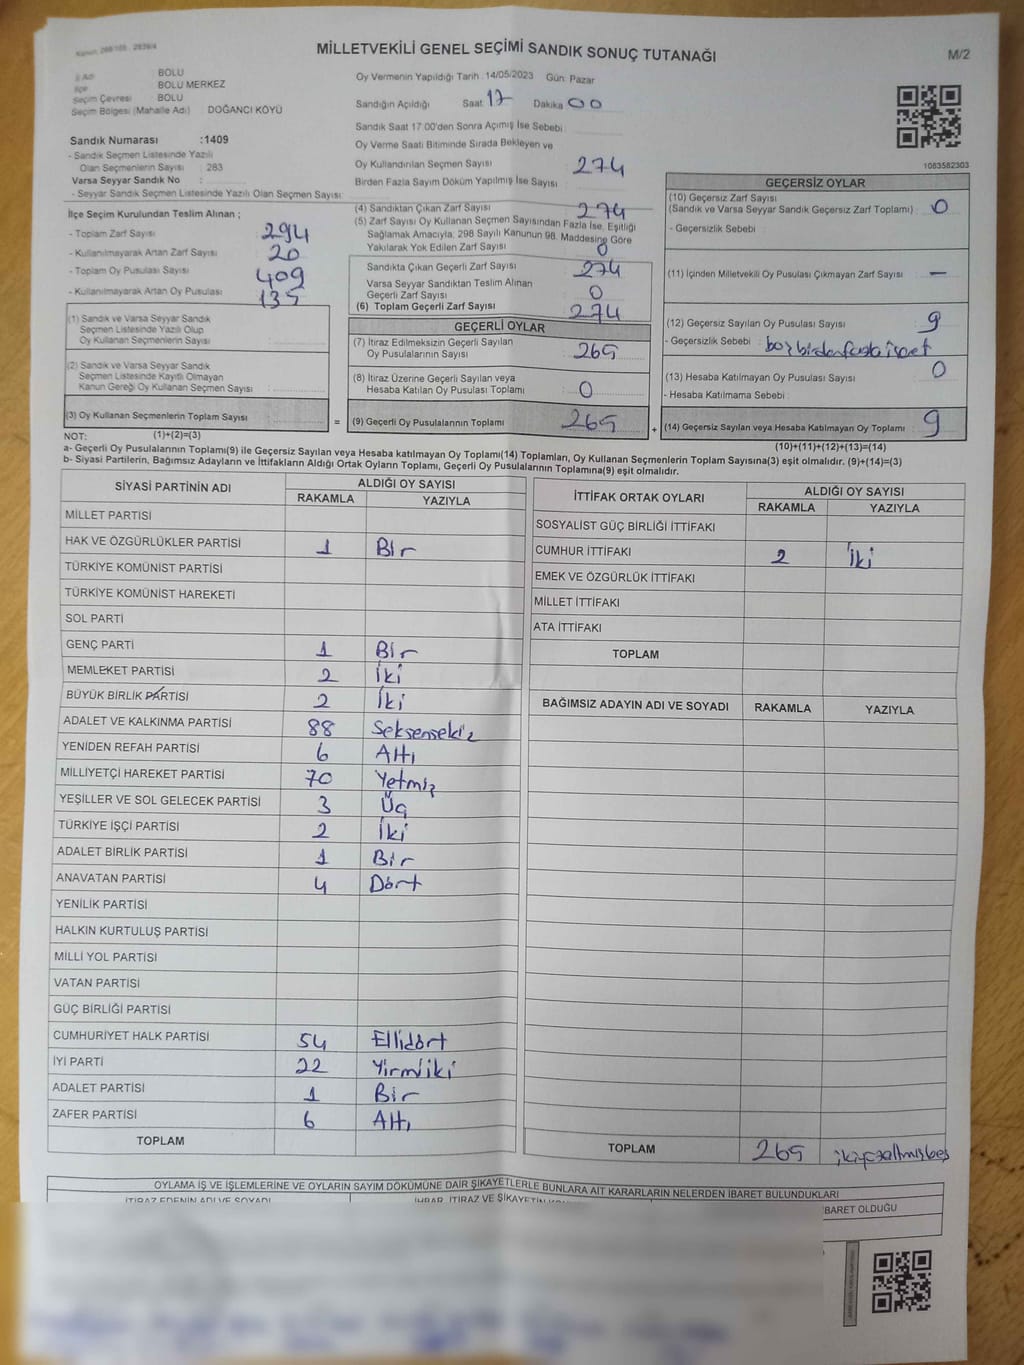 Kanun: 298/105 - 2839/4
MİLLETVEKİLİ GENEL SEÇİMİ SANDIK SONUÇ TUTANAĞI
M/2
İl Adı BOLU
İlçe BOLU MERKEZ
Seçim Çevresi BOLU
Seçim Bölgesi (Mahalle Adı) DOĞANCI KÖYÜ
Sandık Numarası :1409
- Sandık Seçmen Listesinde Yazılı
Olan Seçmenlerin Sayısı : 283
Varsa Seyyar Sandık No :
- Seyyar Sandık Seçmen Listesinde Yazılı Olan Seçmen Sayısı:
Oy Vermenin Yapıldığı Tarih :14/05/2023 Gün: Pazar
Sandığın Açıldığı Saat 17 Dakika 00
Sandık Saat 17:00'den Sonra Açımış İse Sebebi:
Oy Verme Saati Bitiminde Sırada Bekleyen ve
Oy Kullandırılan Seçmen Sayısı 274
Birden Fazla Sayım Döküm Yapılmış İse Sayısı :
1083582303
İlçe Seçim Kurulundan Teslim Alınan ;
- Toplam Zarf Sayısı : 294
- Kullanılmayarak Artan Zarf Sayısı : 20
- Toplam Oy Pusulası Sayısı : 409
- Kullanılmayarak Artan Oy Pusulası : 135
(1) Sandık ve Varsa Seyyar Sandık
Seçmen Listesinde Yazılı Olup
Oy Kullanan Seçmenlerin Sayısı :
(2) Sandık ve Varsa Seyyar Sandık
Seçmen Listesinde Kayıtlı Olmayan
Kanun Gereği Oy Kullanan Seçmen Sayısı :
(3) Oy Kullanan Seçmenlerin Toplam Sayısı
(4) Sandıktan Çıkan Zarf Sayısı 274
(5) Zarf Sayısı Oy Kullanan Seçmen Sayısından Fazla İse, Eşitliği
Sağlamak Amacıyla, 298 Sayılı Kanunun 98. Maddesine Göre
Yakılarak Yok Edilen Zarf Sayısı 0
Sandıkta Çıkan Geçerli Zarf Sayısı 274
Varsa Seyyar Sandıktan Teslim Alınan
Geçerli Zarf Sayısı 0
(6) Toplam Geçerli Zarf Sayısı 274
GEÇERLİ OYLAR
(7) İtiraz Edilmeksizin Geçerli Sayılan
Oy Pusulalarının Sayısı : 265
(8) İtiraz Üzerine Geçerli Sayılan veya
Hesaba Katılan Oy Pusulası Toplamı : 0
= (9) Geçerli Oy Pusulalarının Toplamı 265 +
GEÇERSİZ OYLAR
(10) Geçersiz Zarf Sayısı
(Sandık ve Varsa Seyyar Sandık Geçersiz Zarf Toplamı) : 0
- Geçersizlik Sebebi :
(11) İçinden Milletvekili Oy Pusulası Çıkmayan Zarf Sayısı : —
(12) Geçersiz Sayılan Oy Pusulası Sayısı : 9
- Geçersizlik Sebebi : boş birden fazla işaret
(13) Hesaba Katılmayan Oy Pusulası Sayısı : 0
- Hesaba Katılmama Sebebi :
(14) Geçersiz Sayılan veya Hesaba Katılmayan Oy Toplamı : 9
NOT: (1)+(2)=(3)
(10)+(11)+(12)+(13)=(14)
a- Geçerli Oy Pusulalarının Toplamı(9) ile Geçersiz Sayılan veya Hesaba katılmayan Oy Toplamı(14) Toplamları, Oy Kullanan Seçmenlerin Toplam Sayısına(3) eşit olmalıdır. (9)+(14)=(3)
b- Siyasi Partilerin, Bağımsız Adayların ve İttifakların Aldığı Ortak Oyların Toplamı, Geçerli Oy Pusulalarının Toplamına(9) eşit olmalıdır.
SİYASİ PARTİNİN ADI ALDIĞI OY SAYISI
RAKAMLA YAZIYLA
MİLLET PARTİSİ
HAK VE ÖZGÜRLÜKLER PARTİSİ 1 Bir
TÜRKİYE KOMÜNİST PARTİSİ
TÜRKİYE KOMÜNİST HAREKETİ
SOL PARTİ
GENÇ PARTİ 1 Bir
MEMLEKET PARTİSİ 2 İki
BÜYÜK BİRLİK PARTİSİ 2 İki
ADALET VE KALKINMA PARTİSİ 88 Seksensekiz
YENİDEN REFAH PARTİSİ 6 Altı
MİLLİYETÇİ HAREKET PARTİSİ 70 Yetmiş
YEŞİLLER VE SOL GELECEK PARTİSİ 3 Üç
TÜRKİYE İŞÇİ PARTİSİ 2 İki
ADALET BİRLİK PARTİSİ 1 Bir
ANAVATAN PARTİSİ 4 Dört
YENİLİK PARTİSİ
HALKIN KURTULUŞ PARTİSİ
MİLLİ YOL PARTİSİ
VATAN PARTİSİ
GÜÇ BİRLİĞİ PARTİSİ
CUMHURİYET HALK PARTİSİ 54 Ellidört
İYİ PARTİ 22 Yirmiiki
ADALET PARTİSİ 1 Bir
ZAFER PARTİSİ 6 Altı
TOPLAM
İTTİFAK ORTAK OYLARI ALDIĞI OY SAYISI
RAKAMLA YAZIYLA
SOSYALİST GÜÇ BİRLİĞİ İTTİFAKI
CUMHUR İTTİFAKI 2 İki
EMEK VE ÖZGÜRLÜK İTTİFAKI
MİLLET İTTİFAKI
ATA İTTİFAKI
TOPLAM
BAĞIMSIZ ADAYIN ADI VE SOYADI RAKAMLA YAZIYLA
TOPLAM 265 ikiyüzaltmışbeş
OYLAMA İŞ VE İŞLEMLERİNE VE OYLARIN SAYIM DÖKÜMÜNE DAİR ŞİKAYETLERLE BUNLARA AİT KARARLARIN NELERDEN İBARET BULUNDUKLARI
İTİRAZ EDENİN ADI VE SOYADI İHBAR, İTİRAZ VE ŞİKAYETİN BARET OLDUĞU